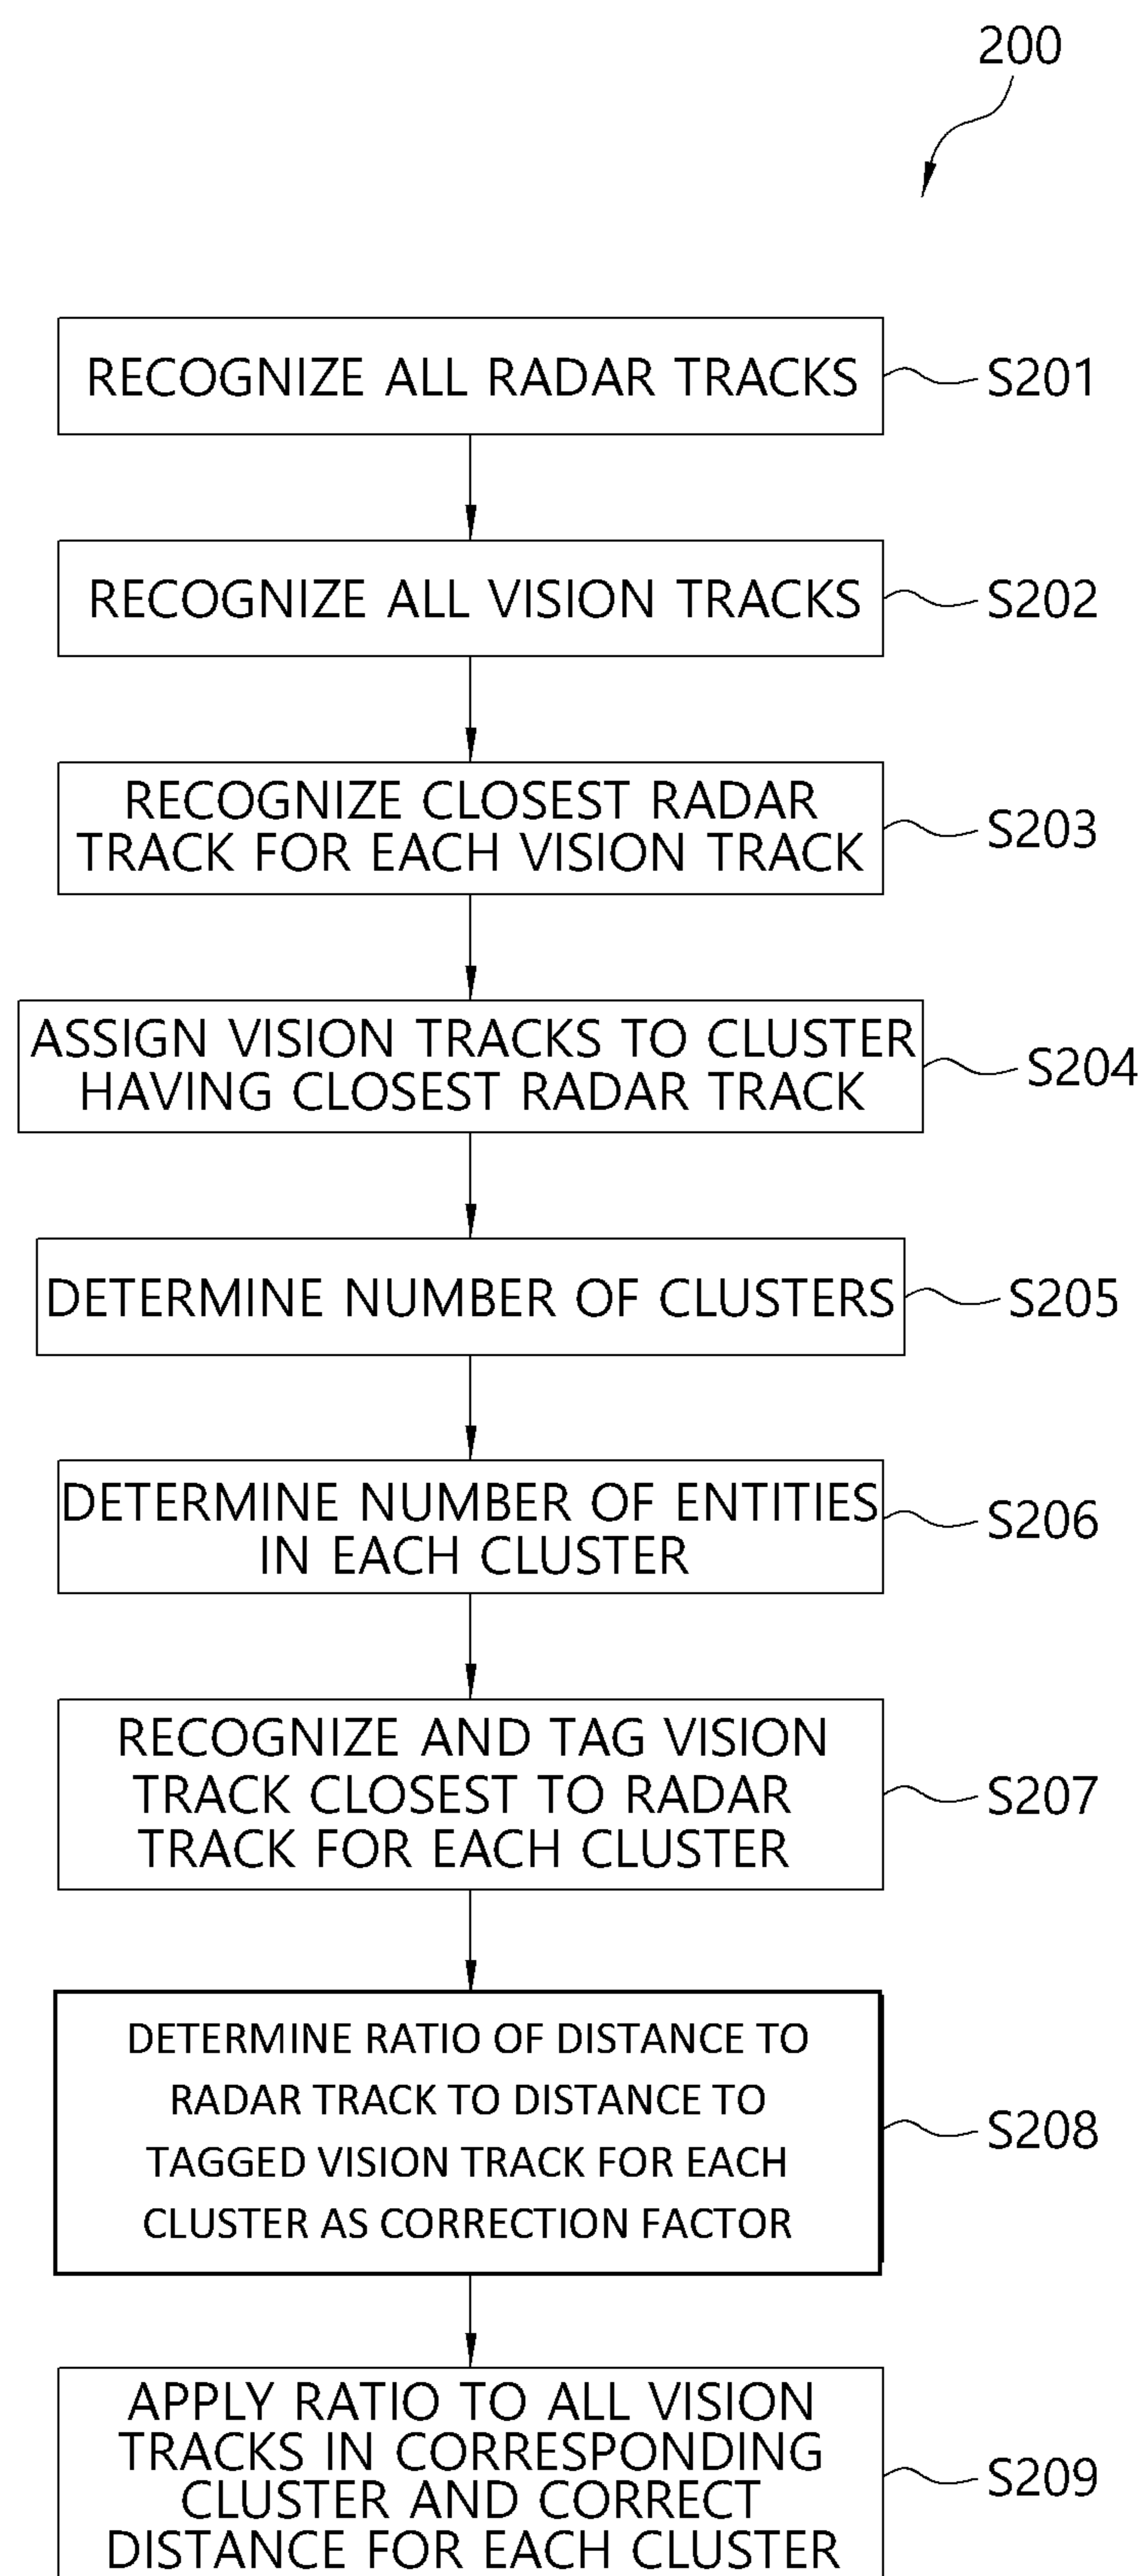 200
RECOGNIZE ALL RADAR TRACKS
S201
RECOGNIZE ALL VISION TRACKS
S202
RECOGNIZE CLOSEST RADAR
TRACK FOR EACH VISION TRACK
S203
ASSIGN VISION TRACKS TO CLUSTER
HAVING CLOSEST RADAR TRACK
S204
DETERMINE NUMBER OF CLUSTERS
S205
DETERMINE NUMBER OF ENTITIES
IN EACH CLUSTER
S206
RECOGNIZE AND TAG VISION
TRACK CLOSEST TO RADAR
TRACK FOR EACH CLUSTER
S207
DETERMINE RATIO OF DISTANCE TO
RADAR TRACK TO DISTANCE TO
TAGGED VISION TRACK FOR EACH
CLUSTER AS CORRECTION FACTOR
S208
APPLY RATIO TO ALL VISION
TRACKS IN CORRESPONDING
CLUSTER AND CORRECT
DISTANCE FOR EACH CLUSTER
S209